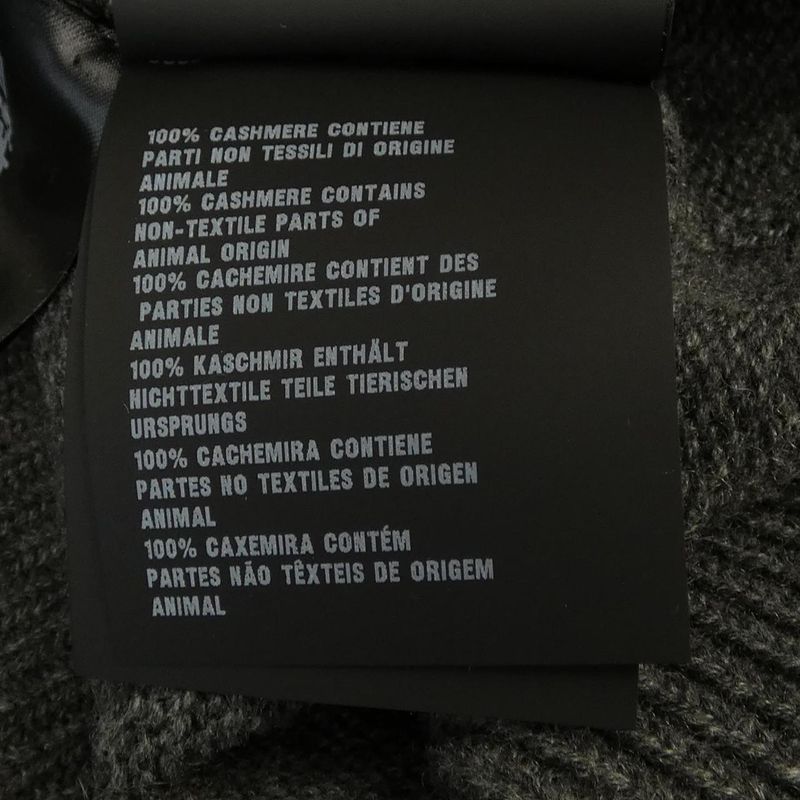 100% CASHMERE CONTIENE
PARTI NON TESSILI DI ORIGINE
ANIMALE
100% CASHMERE CONTAINS
NON-TEXTILE PARTS OF
ANIMAL ORIGIN
100% CACHEMIRE CONTIENT DES
PARTIES NON TEXTILES D'ORIGINE
ANIMALE
100% KASCHMIR ENTHÄLT
NICHTTEXTILE TEILE TIERISCHEN
URSPRUNGS
100% CACHEMIRA CONTIENE
PARTES NO TEXTILES DE ORIGEN
ANIMAL
100% CAXEMIRA CONTÉM
PARTES NÃO TÊXTEIS DE ORIGEM
ANIMAL